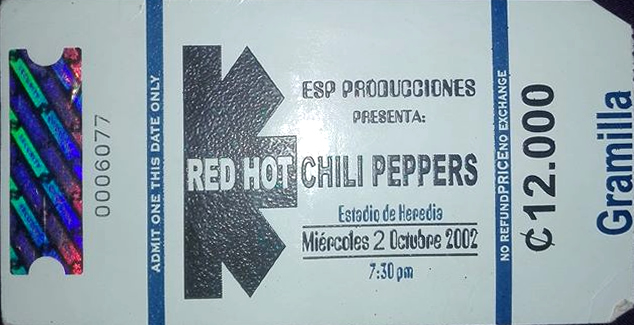 0006077
ADMIT ONE THIS DATE ONLY
ESP PRODUCCIONES
PRESENTA:
RED HOT CHILI PEPPERS
Estadio de Heredia
Miércoles 2 Octubre 2002
7:30 pm
NO REFUND PRICE NO EXCHANGE
₡12.000
Gramilla